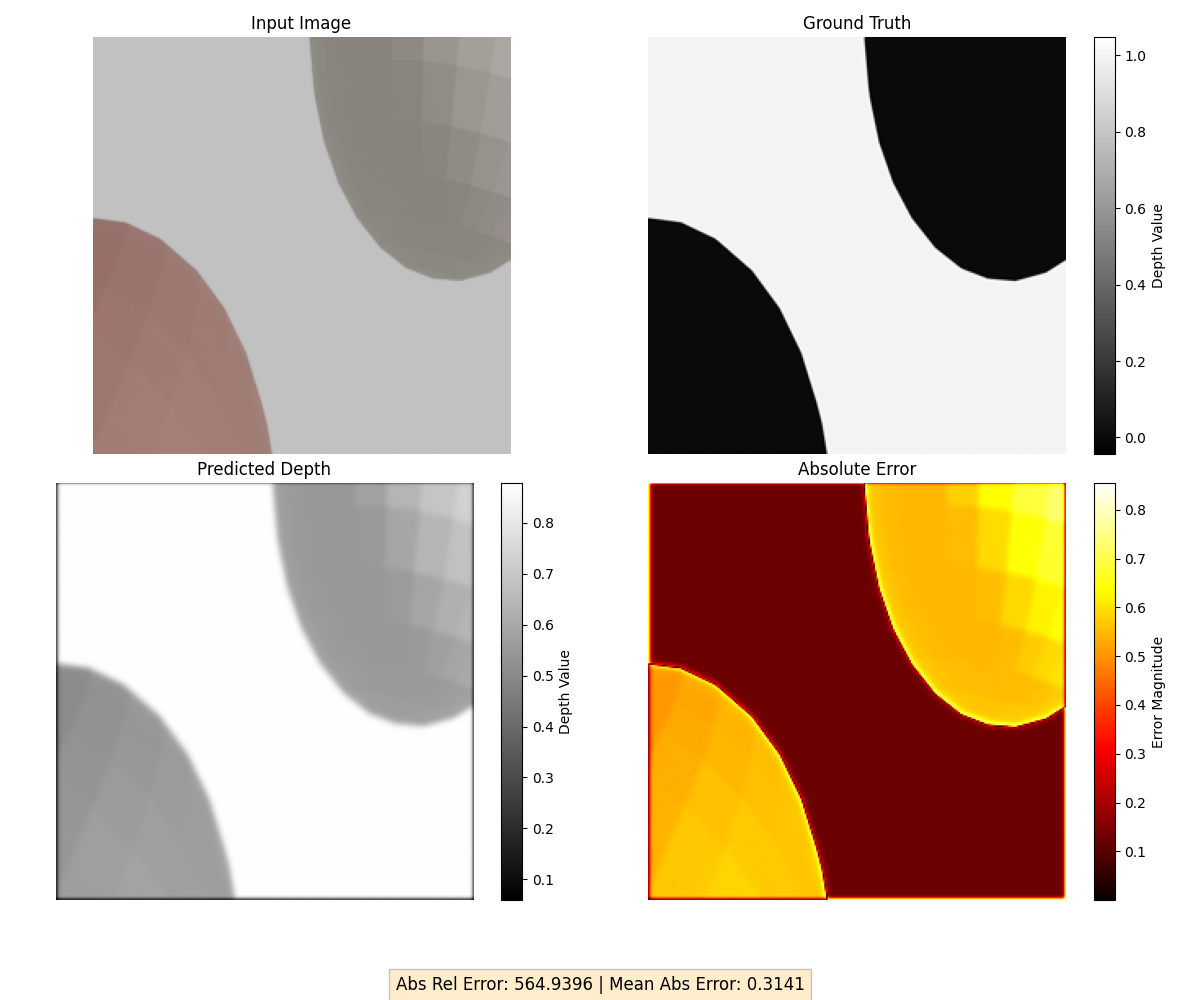 Input Image
Ground Truth
1.0
0.8
0.6
0.4
0.2
0.0
Depth Value
Predicted Depth
Absolute Error
0.8
0.7
0.6
0.5
0.4
0.3
0.2
0.1
Depth Value
0.8
0.7
0.6
0.5
0.4
0.3
0.2
0.1
Error Magnitude
Abs Rel Error: 564.9396 | Mean Abs Error: 0.3141